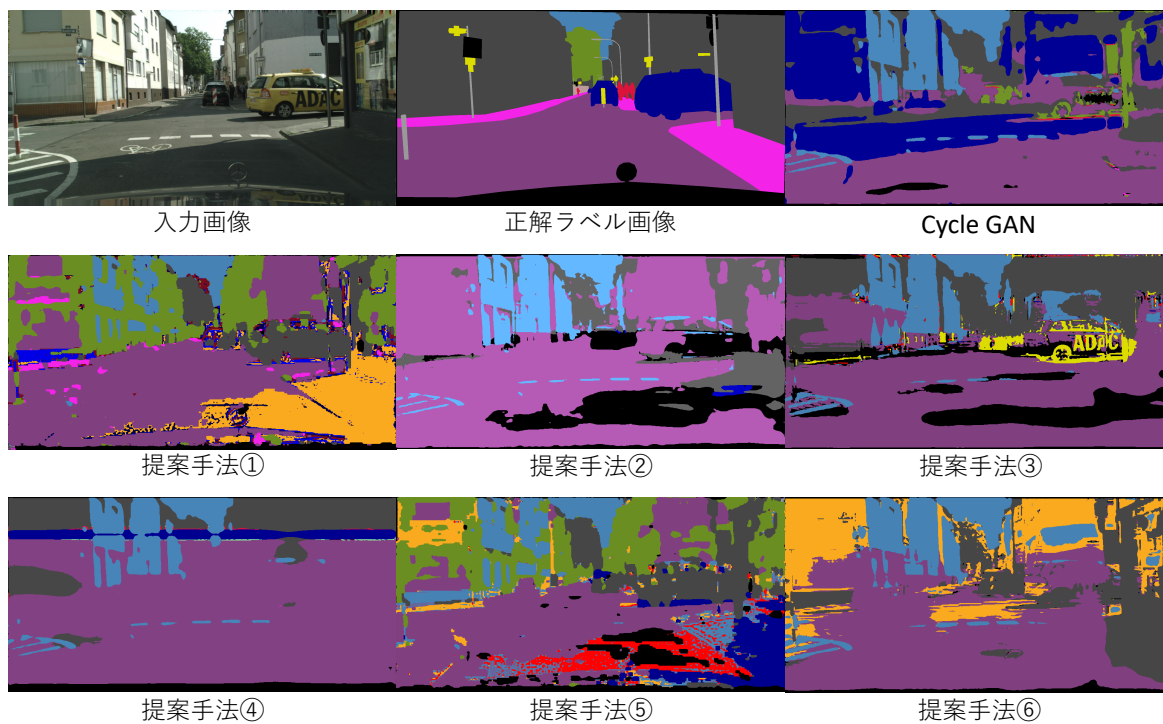 ADAC
入力画像
正解ラベル画像
Cycle GAN
提案手法①
提案手法②
ADAC
提案手法③
提案手法④
提案手法⑤
提案手法⑥